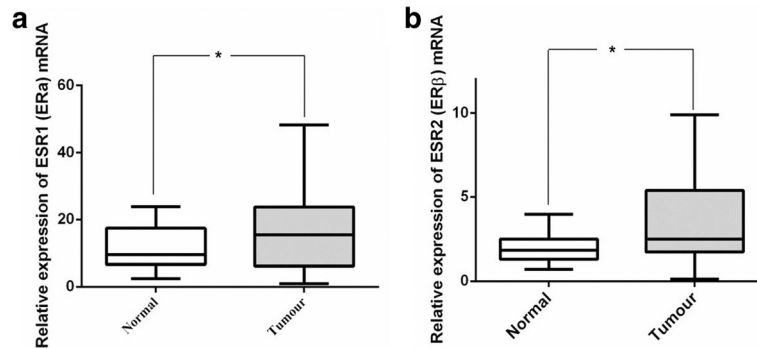 a
Relative expression of ESR1 (ERa) mRNA
*
60
40
20
0
Normal
Tumour
b
Relative expression of ESR2 (ERβ) mRNA
*
10
5
0
Normal
Tumour